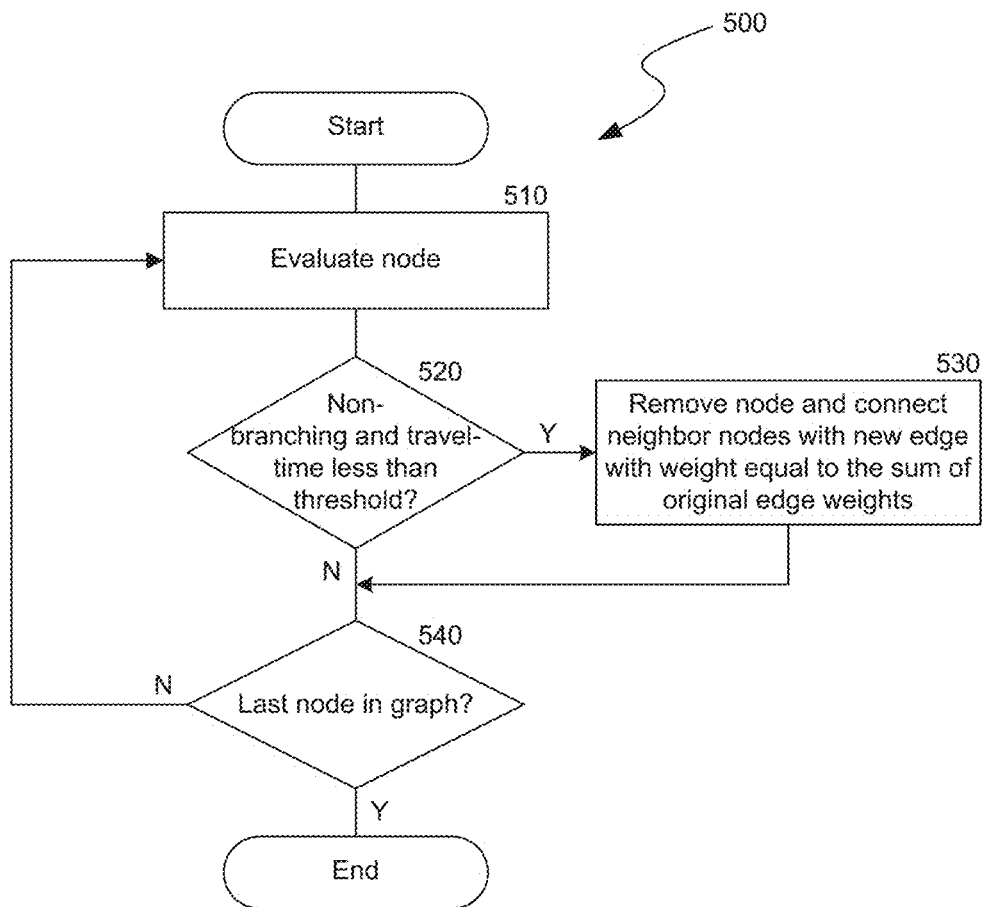 500
Start
510
Evaluate node
520
Non-
branching and travel-
time less than
threshold?
Y
530
Remove node and connect
neighbor nodes with new edge
with weight equal to the sum of
original edge weights
N
540
Last node in graph?
N
Y
End